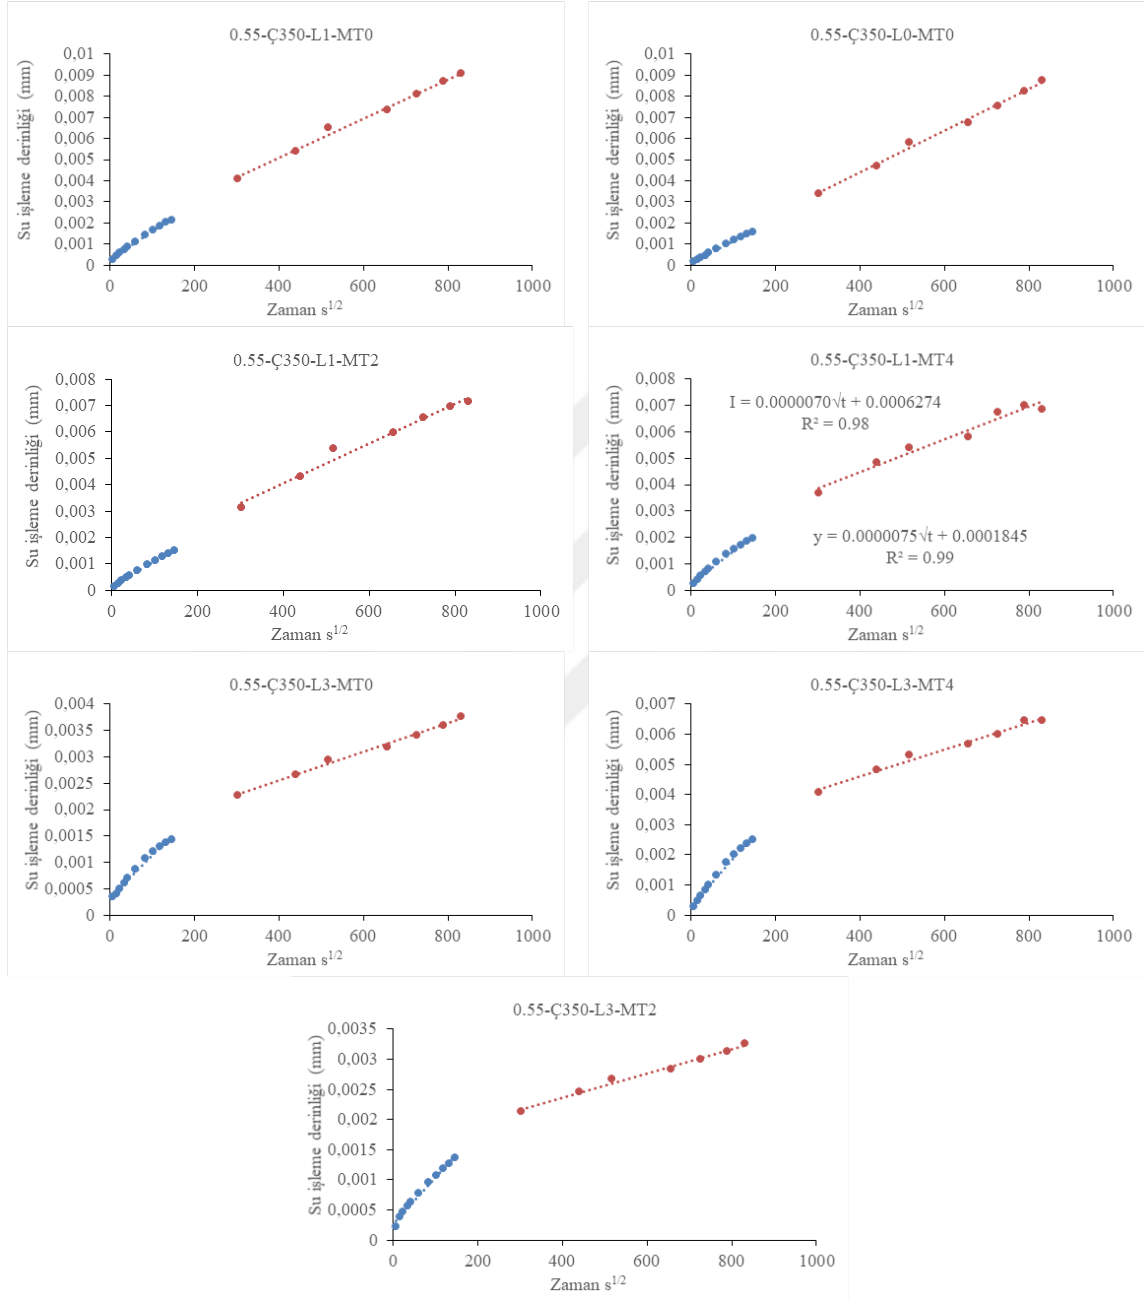 0.55-Ç350-L1-MT0
Su işleme derinliği (mm)
0,01
0,009
0,008
0,007
0,006
0,005
0,004
0,003
0,002
0,001
0
0 200 400 600 800 1000
Zaman s1/2
0.55-Ç350-L0-MT0
Su işleme derinliği (mm)
0,01
0,009
0,008
0,007
0,006
0,005
0,004
0,003
0,002
0,001
0
0 200 400 600 800 1000
Zaman s1/2
0.55-Ç350-L1-MT2
Su işleme derinliği (mm)
0,008
0,007
0,006
0,005
0,004
0,003
0,002
0,001
0
0 200 400 600 800 1000
Zaman s1/2
0.55-Ç350-L1-MT4
Su işleme derinliği (mm)
0,008
0,007
0,006
0,005
0,004
0,003
0,002
0,001
0
I = 0.0000070√t + 0.0006274
R² = 0.98
y = 0.0000075√t + 0.0001845
R² = 0.99
0 200 400 600 800 1000
Zaman s1/2
0.55-Ç350-L3-MT0
Su işleme derinliği (mm)
0,004
0,0035
0,003
0,0025
0,002
0,0015
0,001
0,0005
0
0 200 400 600 800 1000
Zaman s1/2
0.55-Ç350-L3-MT4
Su işleme derinliği (mm)
0,007
0,006
0,005
0,004
0,003
0,002
0,001
0
0 200 400 600 800 1000
Zaman s1/2
0.55-Ç350-L3-MT2
Su işleme derinliği (mm)
0,0035
0,003
0,0025
0,002
0,0015
0,001
0,0005
0
0 200 400 600 800 1000
Zaman s1/2